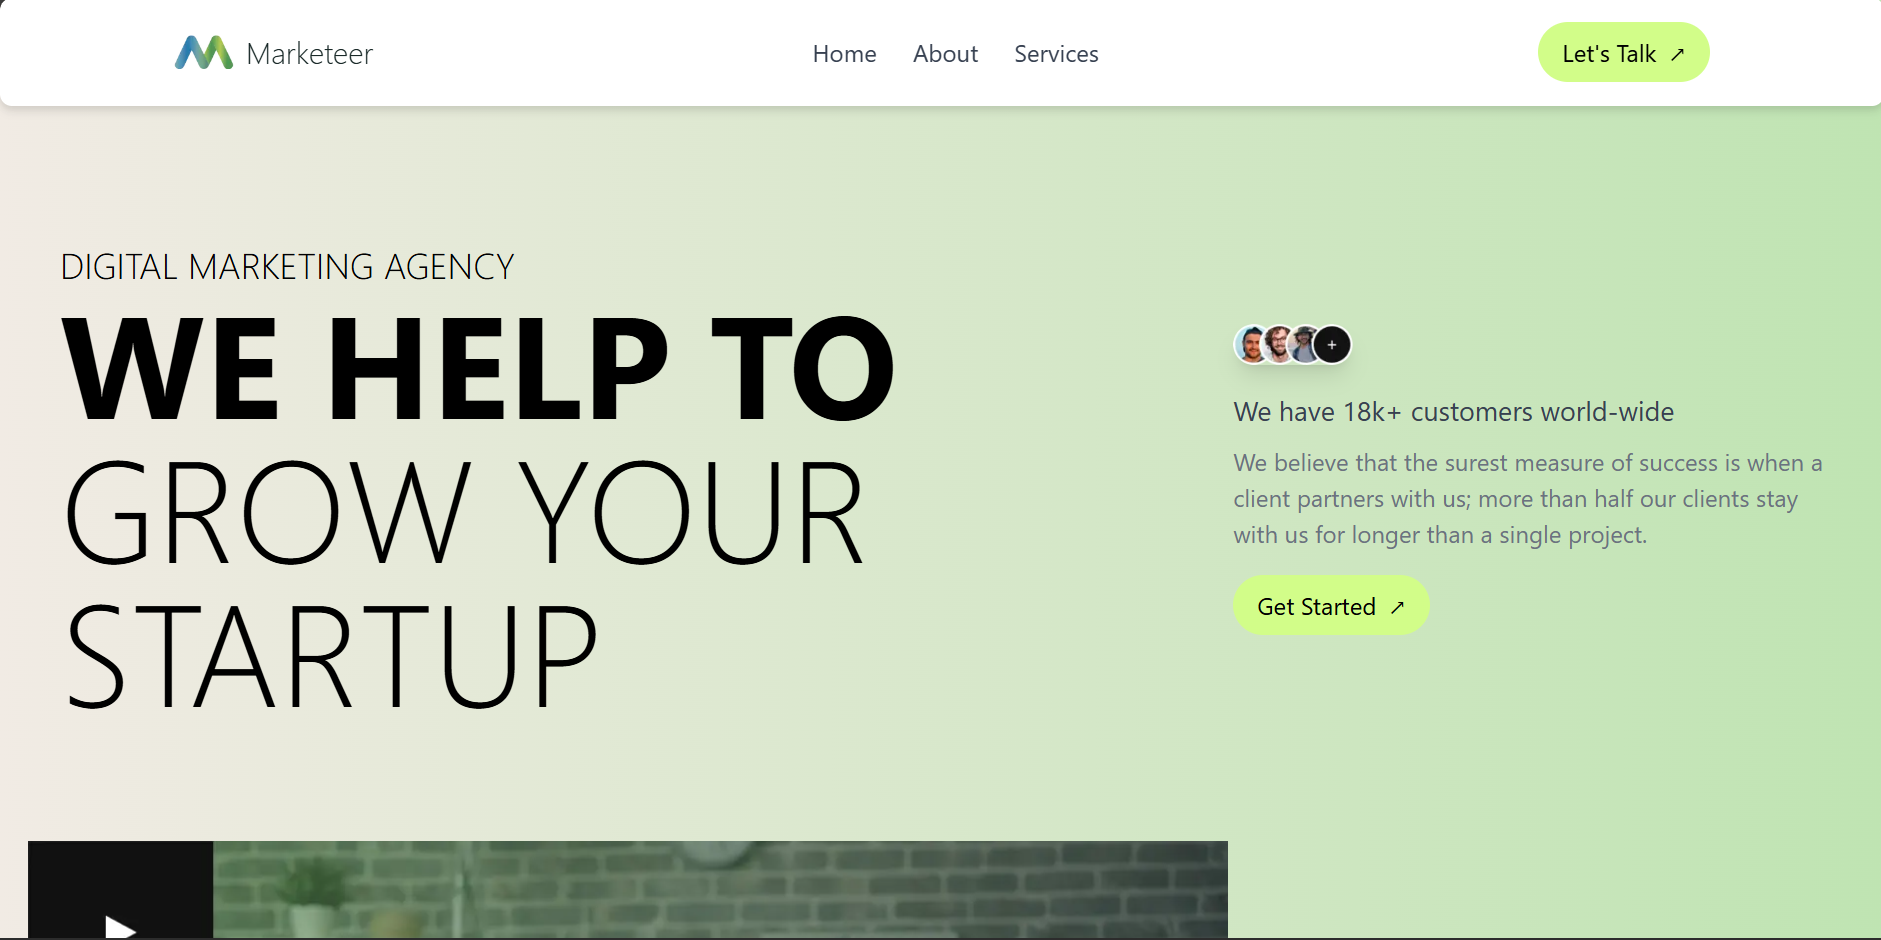 Marketeer
Home About Services
Let's Talk ↗
DIGITAL MARKETING AGENCY
WE HELP TO
GROW YOUR
STARTUP
+
We have 18k+ customers world-wide
We believe that the surest measure of success is when a
client partners with us; more than half our clients stay
with us for longer than a single project.
Get Started ↗